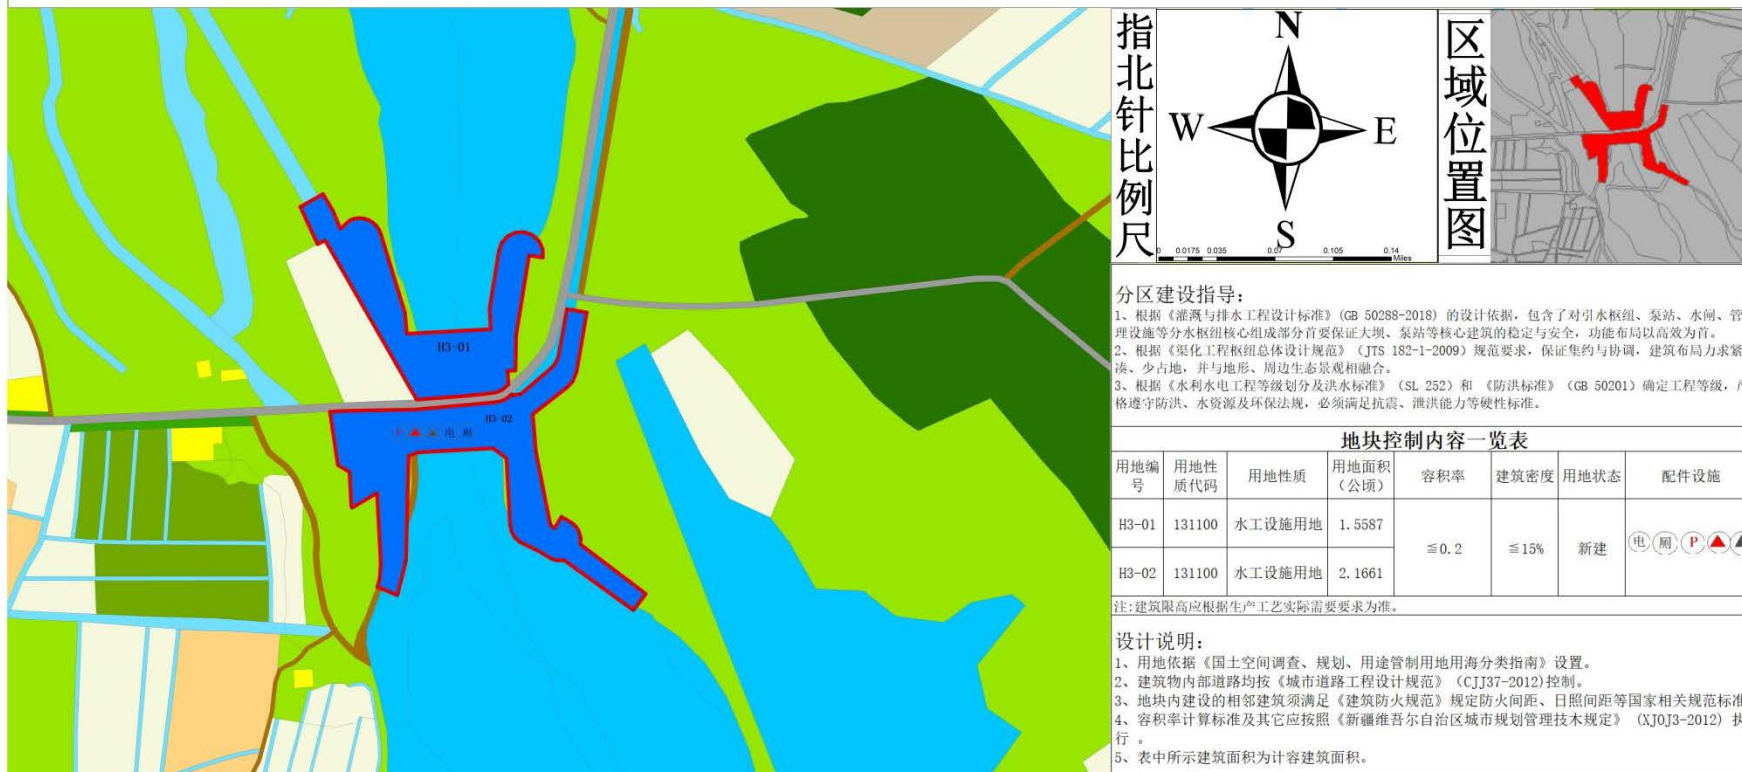 指北针比例尺
N
W
E
S
0 0.0175 0.035 0.07 0.105 0.14
Miles
区域位置图
H3-01
H3-02
电 厕
分区建设指导：
1、根据《灌溉与排水工程设计标准》(GB 50288-2018) 的设计依据，包含了对引水枢纽、泵站、水闸、管
理设施等分水枢纽核心组成部分首要保证大坝、泵站等核心建筑的稳定与安全，功能布局以高效为首。
2、根据《渠化工程枢纽总体设计规范》（JTS 182-1-2009）规范要求，保证集约与协调，建筑布局力求紧
凑、少占地，并与地形、周边生态景观相融合。
3、根据《水利水电工程等级划分及洪水标准》（SL 252）和 《防洪标准》（GB 50201）确定工程等级，严
格遵守防洪、水资源及环保法规，必须满足抗震、泄洪能力等硬性标准。
地块控制内容一览表
用地编号 用地性质代码 用地性质 用地面积（公顷） 容积率 建筑密度 用地状态 配件设施
H3-01 131100 水工设施用地 1.5587 ≦0.2 ≦15% 新建 电 厕 P
H3-02 131100 水工设施用地 2.1661
注:建筑限高应根据生产工艺实际需要要求为准。
设计说明：
1、用地依据《国土空间调查、规划、用途管制用地用海分类指南》设置。
2、建筑物内部道路均按《城市道路工程设计规范》（CJJ37-2012)控制。
3、地块内建设的相邻建筑须满足《建筑防火规范》规定防火间距、日照间距等国家相关规范标准
4、容积率计算标准及其它应按照《新疆维吾尔自治区城市规划管理技术规定》 (XJ0J3-2012) 执
行 。
5、表中所示建筑面积为计容建筑面积。